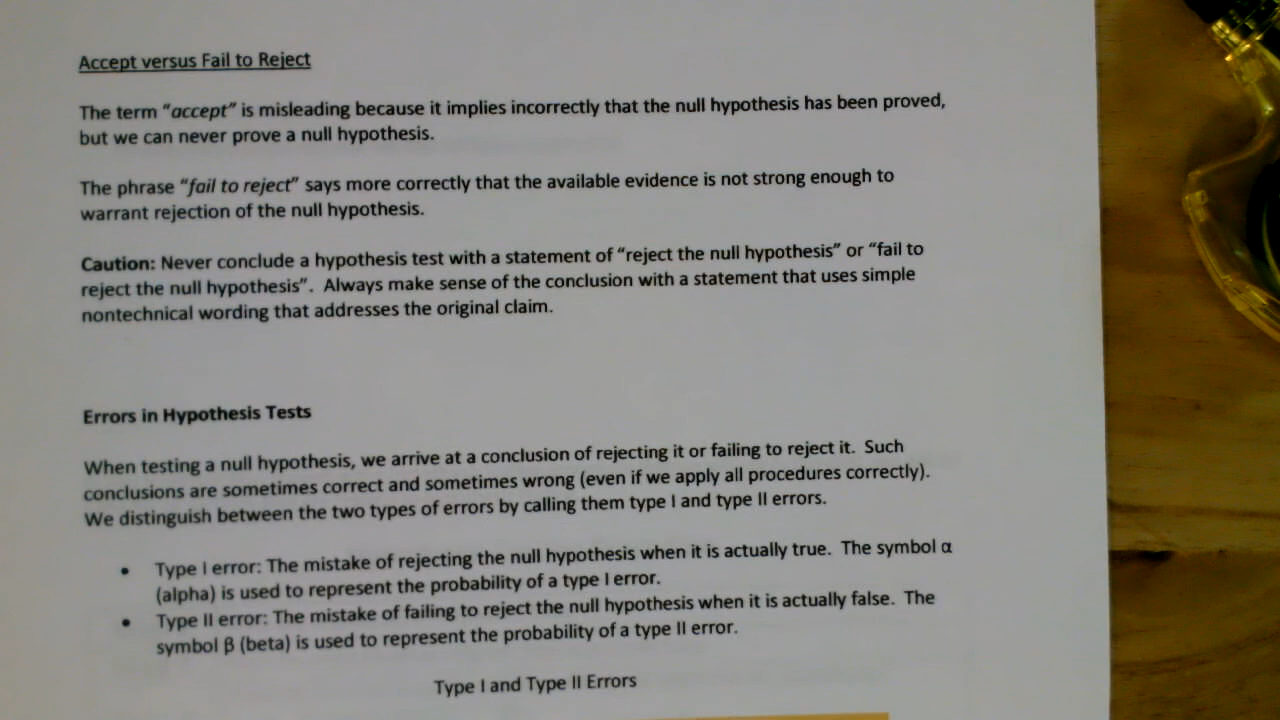 Accept versus Fail to Reject
The term "accept" is misleading because it implies incorrectly that the null hypothesis has been proved,
but we can never prove a null hypothesis.
The phrase "fail to reject" says more correctly that the available evidence is not strong enough to
warrant rejection of the null hypothesis.
Caution: Never conclude a hypothesis test with a statement of "reject the null hypothesis" or "fail to
reject the null hypothesis". Always make sense of the conclusion with a statement that uses simple
nontechnical wording that addresses the original claim.
Errors in Hypothesis Tests
When testing a null hypothesis, we arrive at a conclusion of rejecting it or failing to reject it. Such
conclusions are sometimes correct and sometimes wrong (even if we apply all procedures correctly).
We distinguish between the two types of errors by calling them type I and type II errors.
• Type I error: The mistake of rejecting the null hypothesis when it is actually true. The symbol α
(alpha) is used to represent the probability of a type I error.
• Type II error: The mistake of failing to reject the null hypothesis when it is actually false. The
symbol β (beta) is used to represent the probability of a type II error.
Type I and Type II Errors